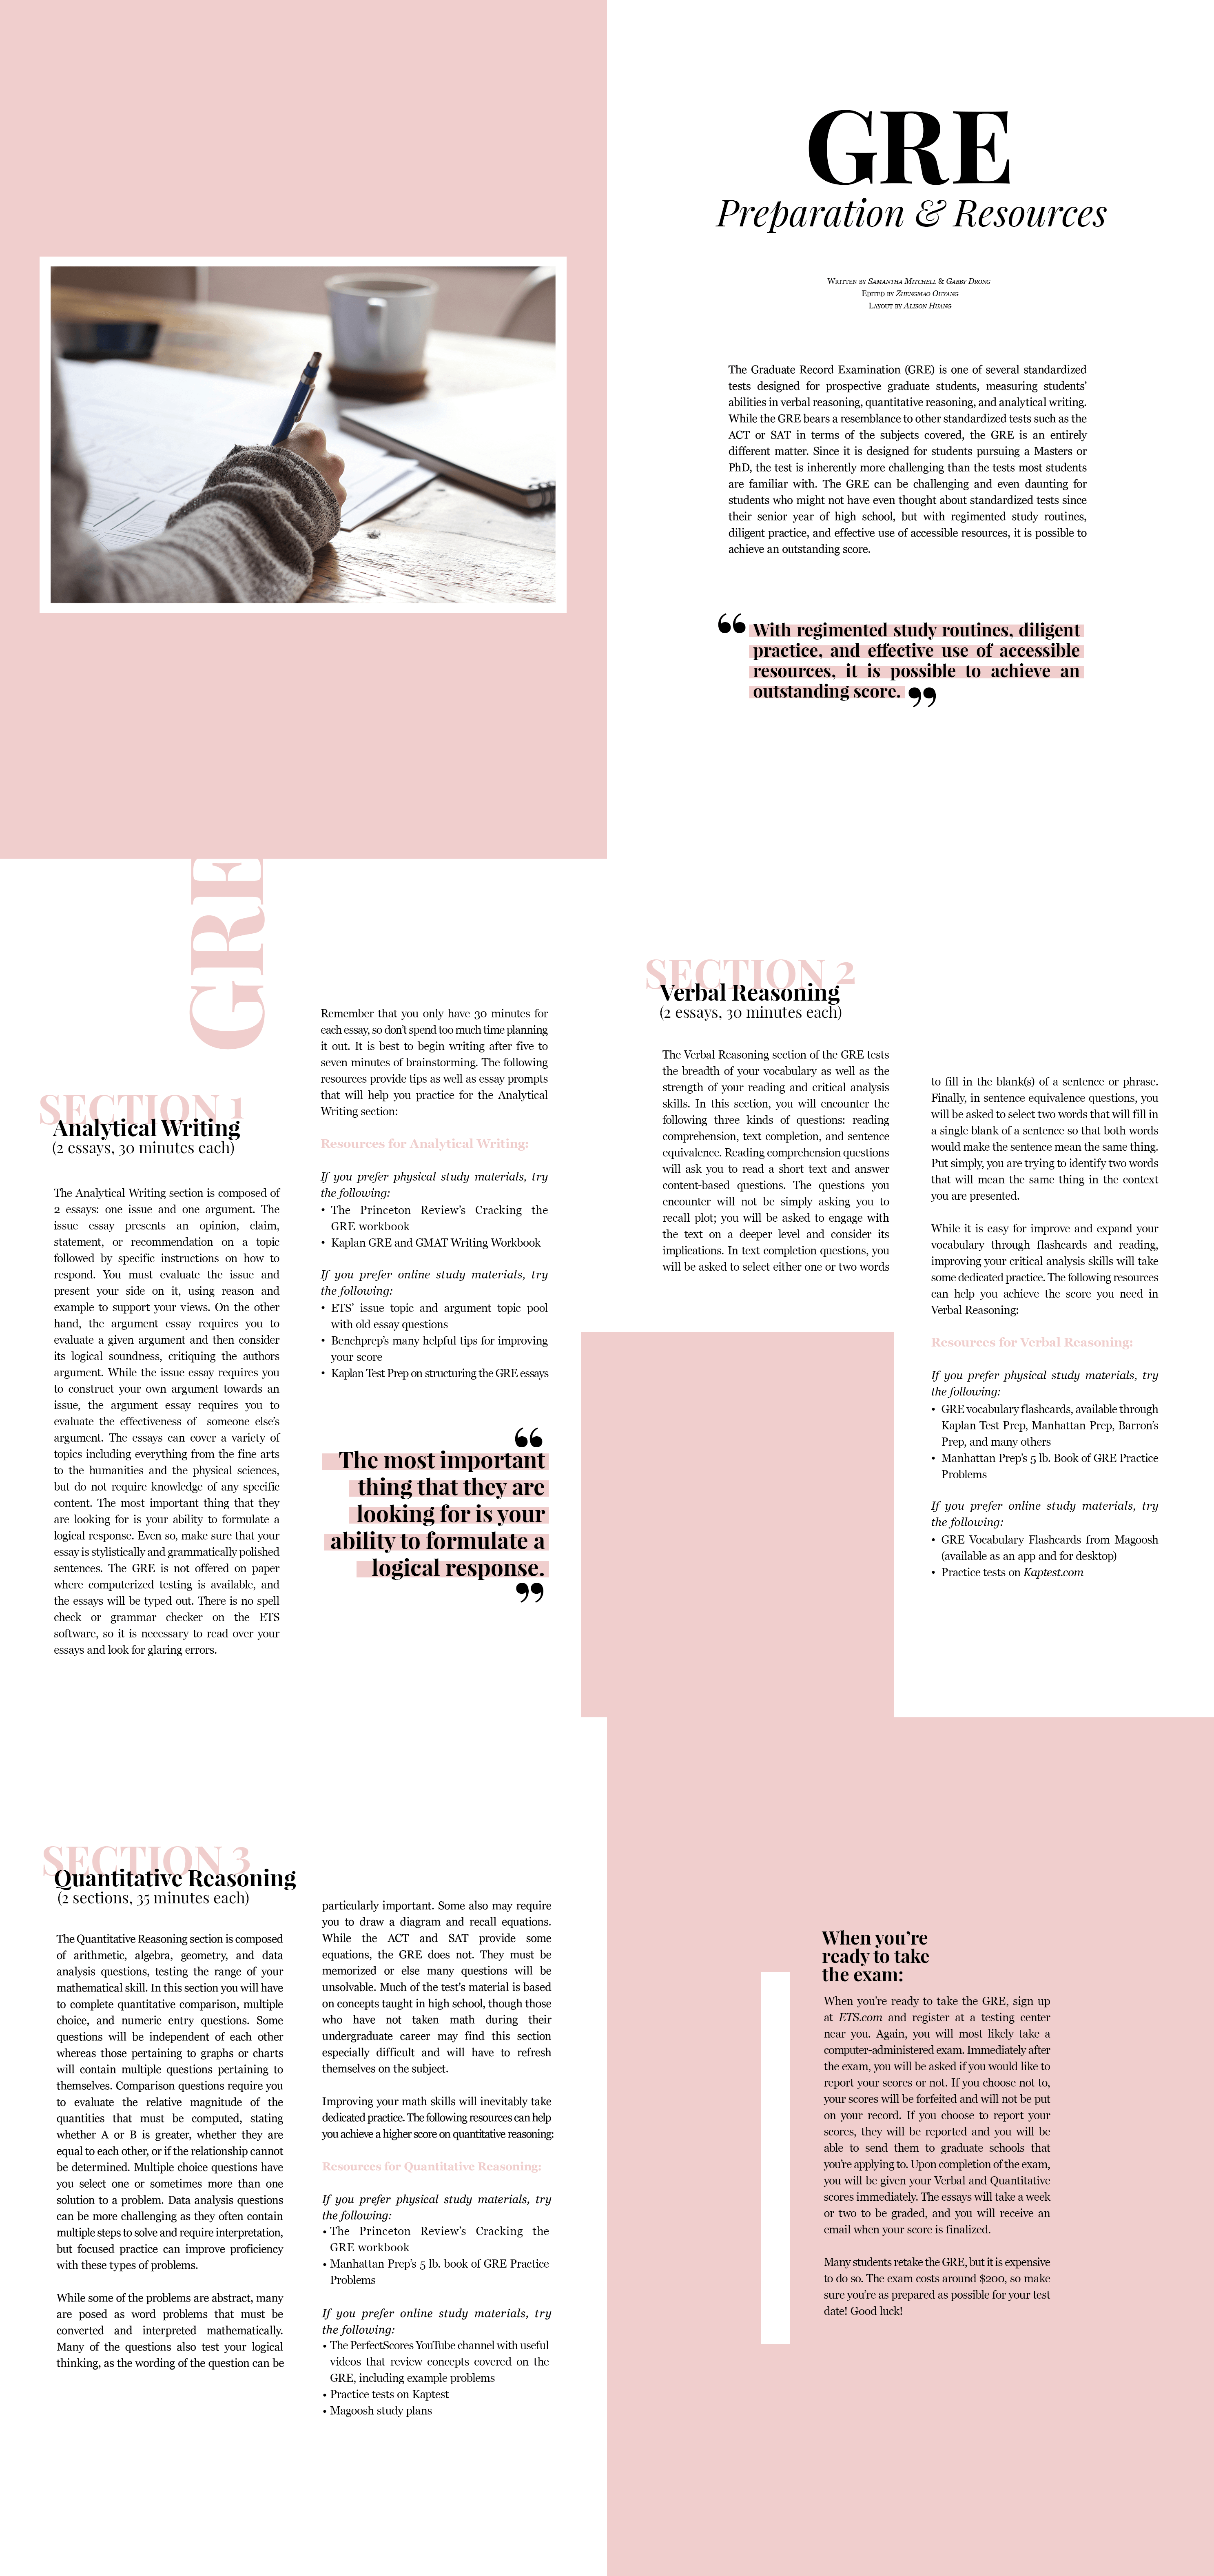 GRE
Preparation & Resources
Written by Samantha Mitchell & Gabby Drong
Edited by Zhengmao Ouyang
Layout by Alison Huang
The Graduate Record Examination (GRE) is one of several standardized
tests designed for prospective graduate students, measuring students'
abilities in verbal reasoning, quantitative reasoning, and analytical writing.
While the GRE bears a resemblance to other standardized tests such as the
ACT or SAT in terms of the subjects covered, the GRE is an entirely
different matter. Since it is designed for students pursuing a Masters or
PhD, the test is inherently more challenging than the tests most students
are familiar with. The GRE can be challenging and even daunting for
students who might not have even thought about standardized tests since
their senior year of high school, but with regimented study routines,
diligent practice, and effective use of accessible resources, it is possible to
achieve an outstanding score.
“ With regimented study routines, diligent
practice, and effective use of accessible
resources, it is possible to achieve an
outstanding score. ”
GRE
SECTION 1
Analytical Writing
(2 essays, 30 minutes each)
The Analytical Writing section is composed of
2 essays: one issue and one argument. The
issue essay presents an opinion, claim,
statement, or recommendation on a topic
followed by specific instructions on how to
respond. You must evaluate the issue and
present your side on it, using reason and
example to support your views. On the other
hand, the argument essay requires you to
evaluate a given argument and then consider
its logical soundness, critiquing the authors
argument. While the issue essay requires you
to construct your own argument towards an
issue, the argument essay requires you to
evaluate the effectiveness of someone else's
argument. The essays can cover a variety of
topics including everything from the fine arts
to the humanities and the physical sciences,
but do not require knowledge of any specific
content. The most important thing that they
are looking for is your ability to formulate a
logical response. Even so, make sure that your
essay is stylistically and grammatically polished
sentences. The GRE is not offered on paper
where computerized testing is available, and
the essays will be typed out. There is no spell
check or grammar checker on the ETS
software, so it is necessary to read over your
essays and look for glaring errors.
Remember that you only have 30 minutes for
each essay, so don't spend too much time planning
it out. It is best to begin writing after five to
seven minutes of brainstorming. The following
resources provide tips as well as essay prompts
that will help you practice for the Analytical
Writing section:
Resources for Analytical Writing:
If you prefer physical study materials, try
the following:
• The Princeton Review's Cracking the
GRE workbook
• Kaplan GRE and GMAT Writing Workbook
If you prefer online study materials, try
the following:
• ETS' issue topic and argument topic pool
with old essay questions
• Benchprep's many helpful tips for improving
your score
• Kaplan Test Prep on structuring the GRE essays
“
The most important
thing that they are
looking for is your
ability to formulate a
logical response.
”
SECTION 2
Verbal Reasoning
(2 essays, 30 minutes each)
The Verbal Reasoning section of the GRE tests
the breadth of your vocabulary as well as the
strength of your reading and critical analysis
skills. In this section, you will encounter the
following three kinds of questions: reading
comprehension, text completion, and sentence
equivalence. Reading comprehension questions
will ask you to read a short text and answer
content-based questions. The questions you
encounter will not be simply asking you to
recall plot; you will be asked to engage with
the text on a deeper level and consider its
implications. In text completion questions, you
will be asked to select either one or two words
to fill in the blank(s) of a sentence or phrase.
Finally, in sentence equivalence questions, you
will be asked to select two words that will fill in
a single blank of a sentence so that both words
would make the sentence mean the same thing.
Put simply, you are trying to identify two words
that will mean the same thing in the context
you are presented.
While it is easy for improve and expand your
vocabulary through flashcards and reading,
improving your critical analysis skills will take
some dedicated practice. The following resources
can help you achieve the score you need in
Verbal Reasoning:
Resources for Verbal Reasoning:
If you prefer physical study materials, try
the following:
• GRE vocabulary flashcards, available through
Kaplan Test Prep, Manhattan Prep, Barron's
Prep, and many others
• Manhattan Prep's 5 lb. Book of GRE Practice
Problems
If you prefer online study materials, try
the following:
• GRE Vocabulary Flashcards from Magoosh
(available as an app and for desktop)
• Practice tests on Kaptest.com
SECTION 3
Quantitative Reasoning
(2 sections, 35 minutes each)
The Quantitative Reasoning section is composed
of arithmetic, algebra, geometry, and data
analysis questions, testing the range of your
mathematical skill. In this section you will have
to complete quantitative comparison, multiple
choice, and numeric entry questions. Some
questions will be independent of each other
whereas those pertaining to graphs or charts
will contain multiple questions pertaining to
themselves. Comparison questions require you
to evaluate the relative magnitude of the
quantities that must be computed, stating
whether A or B is greater, whether they are
equal to each other, or if the relationship cannot
be determined. Multiple choice questions have
you select one or sometimes more than one
solution to a problem. Data analysis questions
can be more challenging as they often contain
multiple steps to solve and require interpretation,
but focused practice can improve proficiency
with these types of problems.
While some of the problems are abstract, many
are posed as word problems that must be
converted and interpreted mathematically.
Many of the questions also test your logical
thinking, as the wording of the question can be
particularly important. Some also may require
you to draw a diagram and recall equations.
While the ACT and SAT provide some
equations, the GRE does not. They must be
memorized or else many questions will be
unsolvable. Much of the test's material is based
on concepts taught in high school, though those
who have not taken math during their
undergraduate career may find this section
especially difficult and will have to refresh
themselves on the subject.
Improving your math skills will inevitably take
dedicated practice. The following resources can help
you achieve a higher score on quantitative reasoning:
Resources for Quantitative Reasoning:
If you prefer physical study materials, try
the following:
• The Princeton Review's Cracking the
GRE workbook
• Manhattan Prep's 5 lb. book of GRE Practice
Problems
If you prefer online study materials, try
the following:
• The PerfectScores YouTube channel with useful
videos that review concepts covered on the
GRE, including example problems
• Practice tests on Kaptest
• Magoosh study plans
When you're
ready to take
the exam:
When you're ready to take the GRE, sign up
at ETS.com and register at a testing center
near you. Again, you will most likely take a
computer-administered exam. Immediately after
the exam, you will be asked if you would like to
report your scores or not. If you choose not to,
your scores will be forfeited and will not be put
on your record. If you choose to report your
scores, they will be reported and you will be
able to send them to graduate schools that
you're applying to. Upon completion of the exam,
you will be given your Verbal and Quantitative
scores immediately. The essays will take a week
or two to be graded, and you will receive an
email when your score is finalized.
Many students retake the GRE, but it is expensive
to do so. The exam costs around $200, so make
sure you're as prepared as possible for your test
date! Good luck!